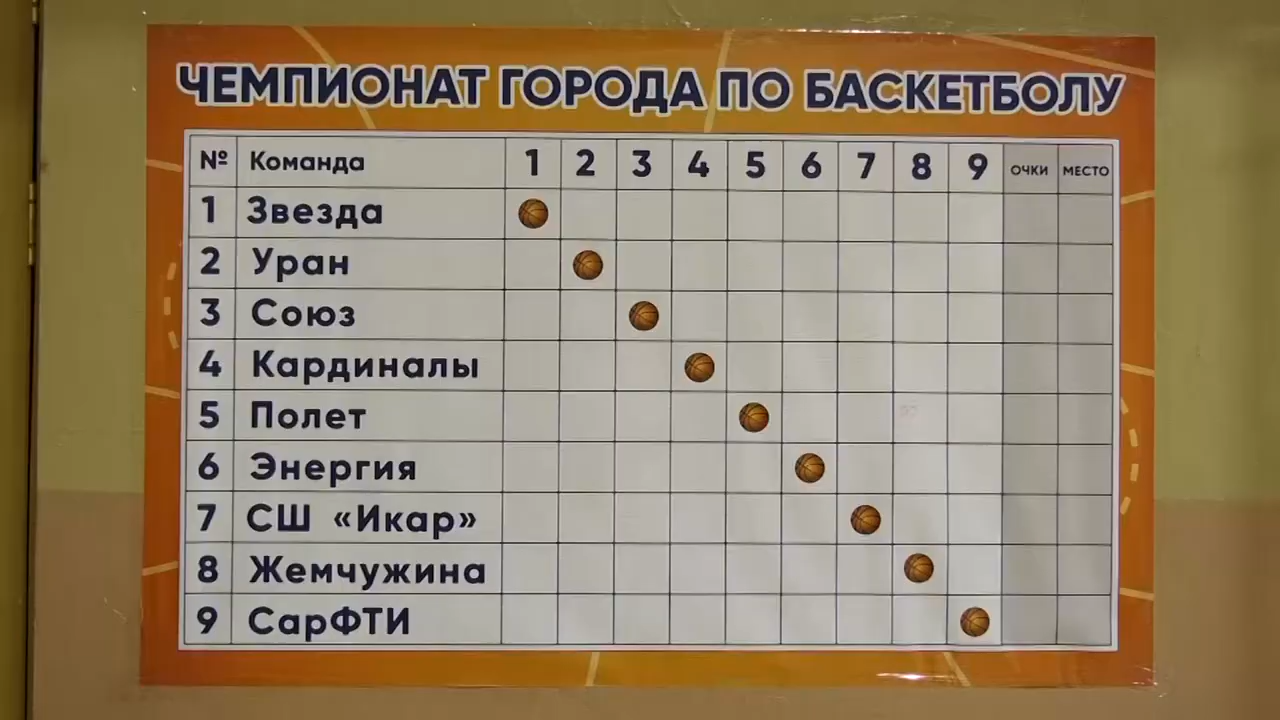 ЧЕМПИОНАТ ГОРОДА ПО БАСКЕТБОЛУ
№ Команда 1 2 3 4 5 6 7 8 9 ОЧКИ МЕСТО
1 Звезда
2 Уран
3 Союз
4 Кардиналы
5 Полет
6 Энергия
7 СШ «Икар»
8 Жемчужина
9 СарФТИ